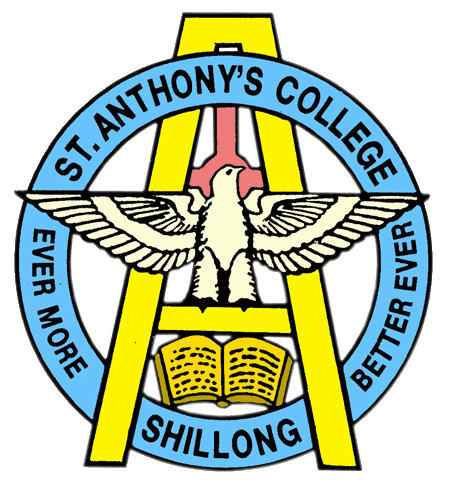 ST. ANTHONY'S COLLEGE
EVER MORE
BETTER EVER
SHILLONG